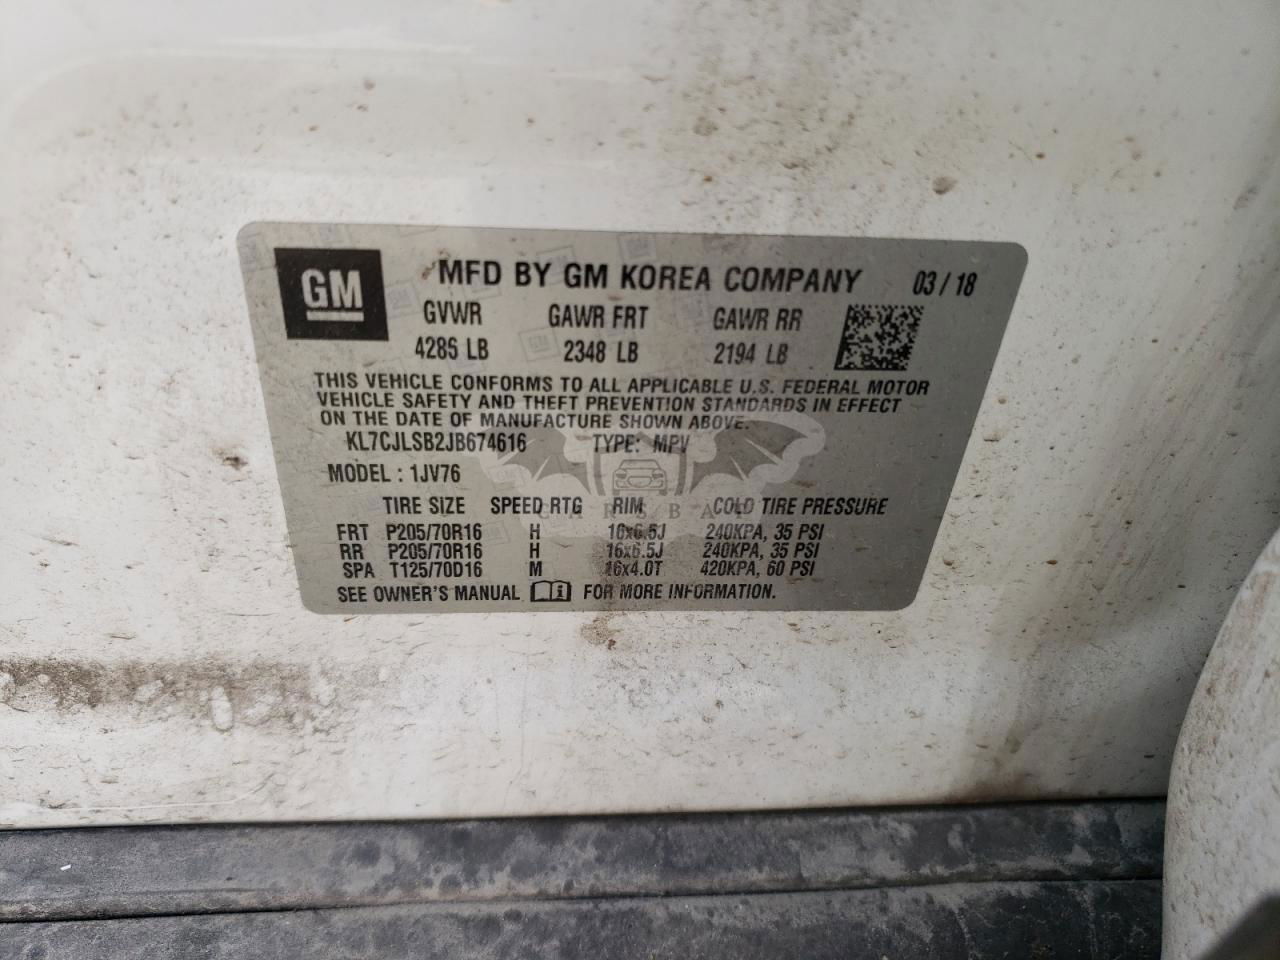 GM
MFD BY GM KOREA COMPANY 03 / 18
GVWR GAWR FRT GAWR RR
4285 LB 2348 LB 2194 LB
THIS VEHICLE CONFORMS TO ALL APPLICABLE U.S. FEDERAL MOTOR
VEHICLE SAFETY AND THEFT PREVENTION STANDARDS IN EFFECT
ON THE DATE OF MANUFACTURE SHOWN ABOVE.
KL7CJLSB2JB674616 TYPE: MPV
MODEL : 1JV76
TIRE SIZE SPEED RTG RIM COLD TIRE PRESSURE
CARSBAT
FRT P205/70R16 H 16x6.5J 240KPA, 35 PSI
RR P205/70R16 H 16x6.5J 240KPA, 35 PSI
SPA T125/70D16 M 16x4.0T 420KPA, 60 PSI
SEE OWNER'S MANUAL FOR MORE INFORMATION.